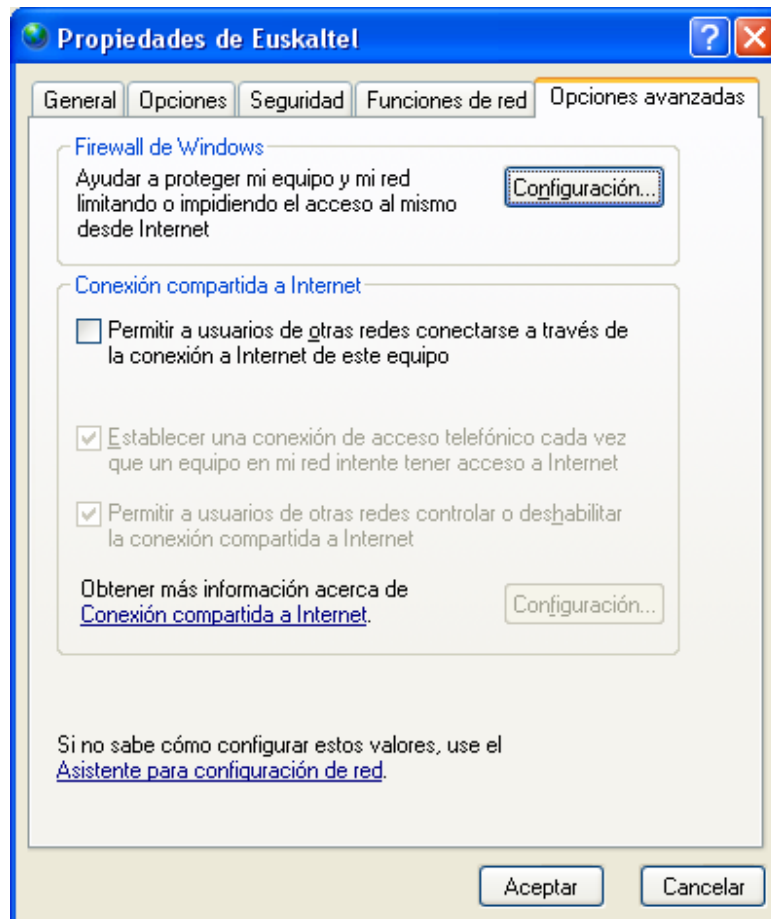 Propiedades de Euskaltel
General Opciones Seguridad Funciones de red Opciones avanzadas
Firewall de Windows
Ayudar a proteger mi equipo y mi red
limitando o impidiendo el acceso al mismo
desde Internet
Configuración...
Conexión compartida a Internet
Permitir a usuarios de otras redes conectarse a través de
la conexión a Internet de este equipo
Establecer una conexión de acceso telefónico cada vez
que un equipo en mi red intente tener acceso a Internet
Permitir a usuarios de otras redes controlar o deshabilitar
la conexión compartida a Internet
Obtener más información acerca de
Conexión compartida a Internet.
Configuración...
Si no sabe cómo configurar estos valores, use el
Asistente para configuración de red.
Aceptar Cancelar